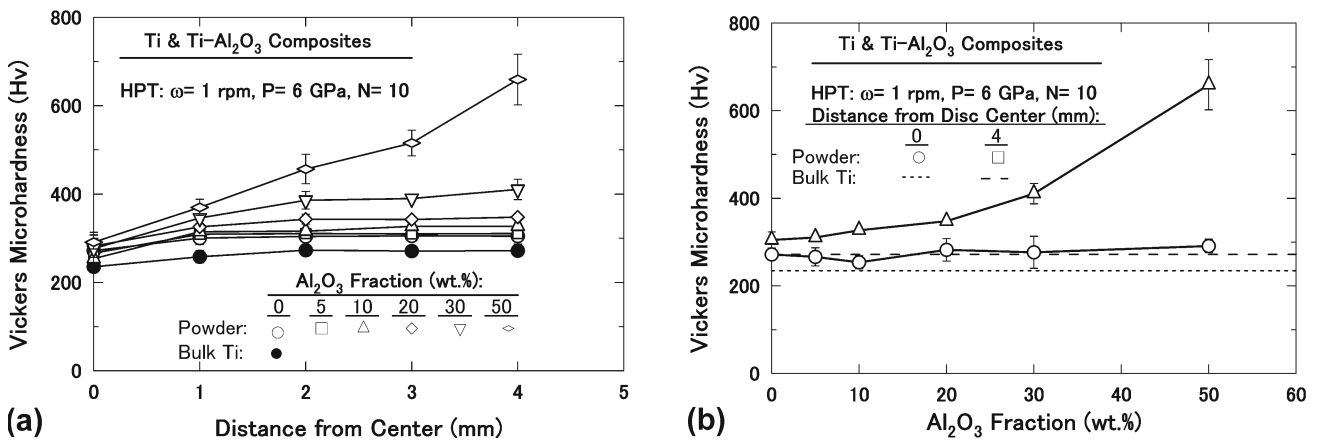 800
600
400
200
0
Vickers Microhardness (Hv)
Ti & Ti-Al₂O₃ Composites
HPT: ω= 1 rpm, P= 6 GPa, N= 10
Al₂O₃ Fraction (wt.%):
0 5 10 20 30 50
Powder:
Bulk Ti:
0 1 2 3 4 5
Distance from Center (mm)
(a)
800
600
400
200
0
Vickers Microhardness (Hv)
Ti & Ti-Al₂O₃ Composites
HPT: ω= 1 rpm, P= 6 GPa, N= 10
Distance from Disc Center (mm):
0 4
Powder:
Bulk Ti:
0 10 20 30 40 50 60
Al₂O₃ Fraction (wt.%)
(b)